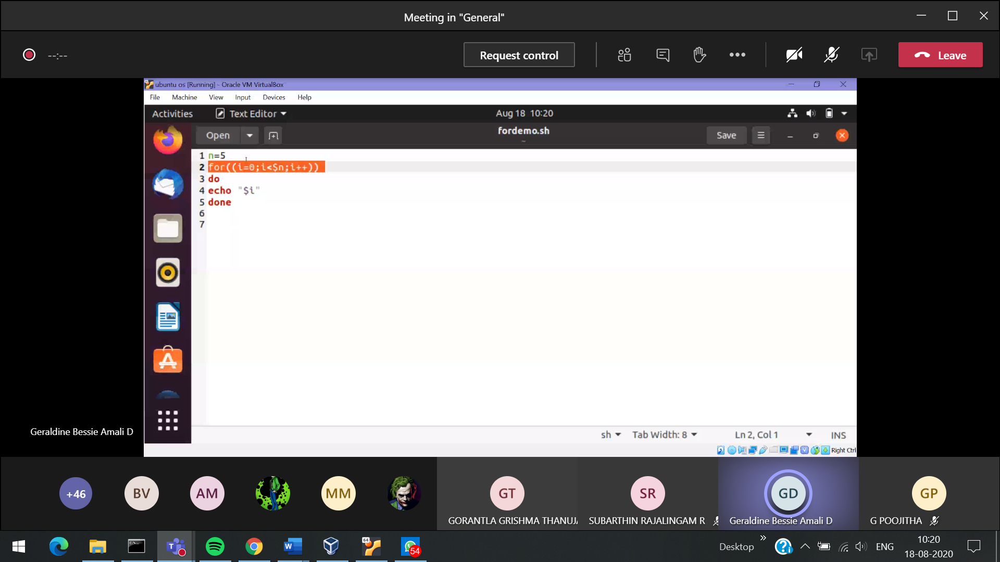 Meeting in "General"
--:--
Request control
Leave
ubuntu os [Running] - Oracle VM VirtualBox
File Machine View Input Devices Help
Activities Text Editor Aug 18 10:20
Open fordemo.sh Save
~
1 n=5
2 for((i=0;i<$n;i++))
3 do
4 echo "$i"
5 done
6
7
sh Tab Width: 8 Ln 2, Col 1 INS
Right Ctrl
Geraldine Bessie Amali D
+46 BV AM MM GT SR GD GP
GORANTLA GRISHMA THANUJA SUBARTHIN RAJALINGAM R Geraldine Bessie Amali D G POOJITHA
64
54
Desktop ENG 10:20
18-08-2020